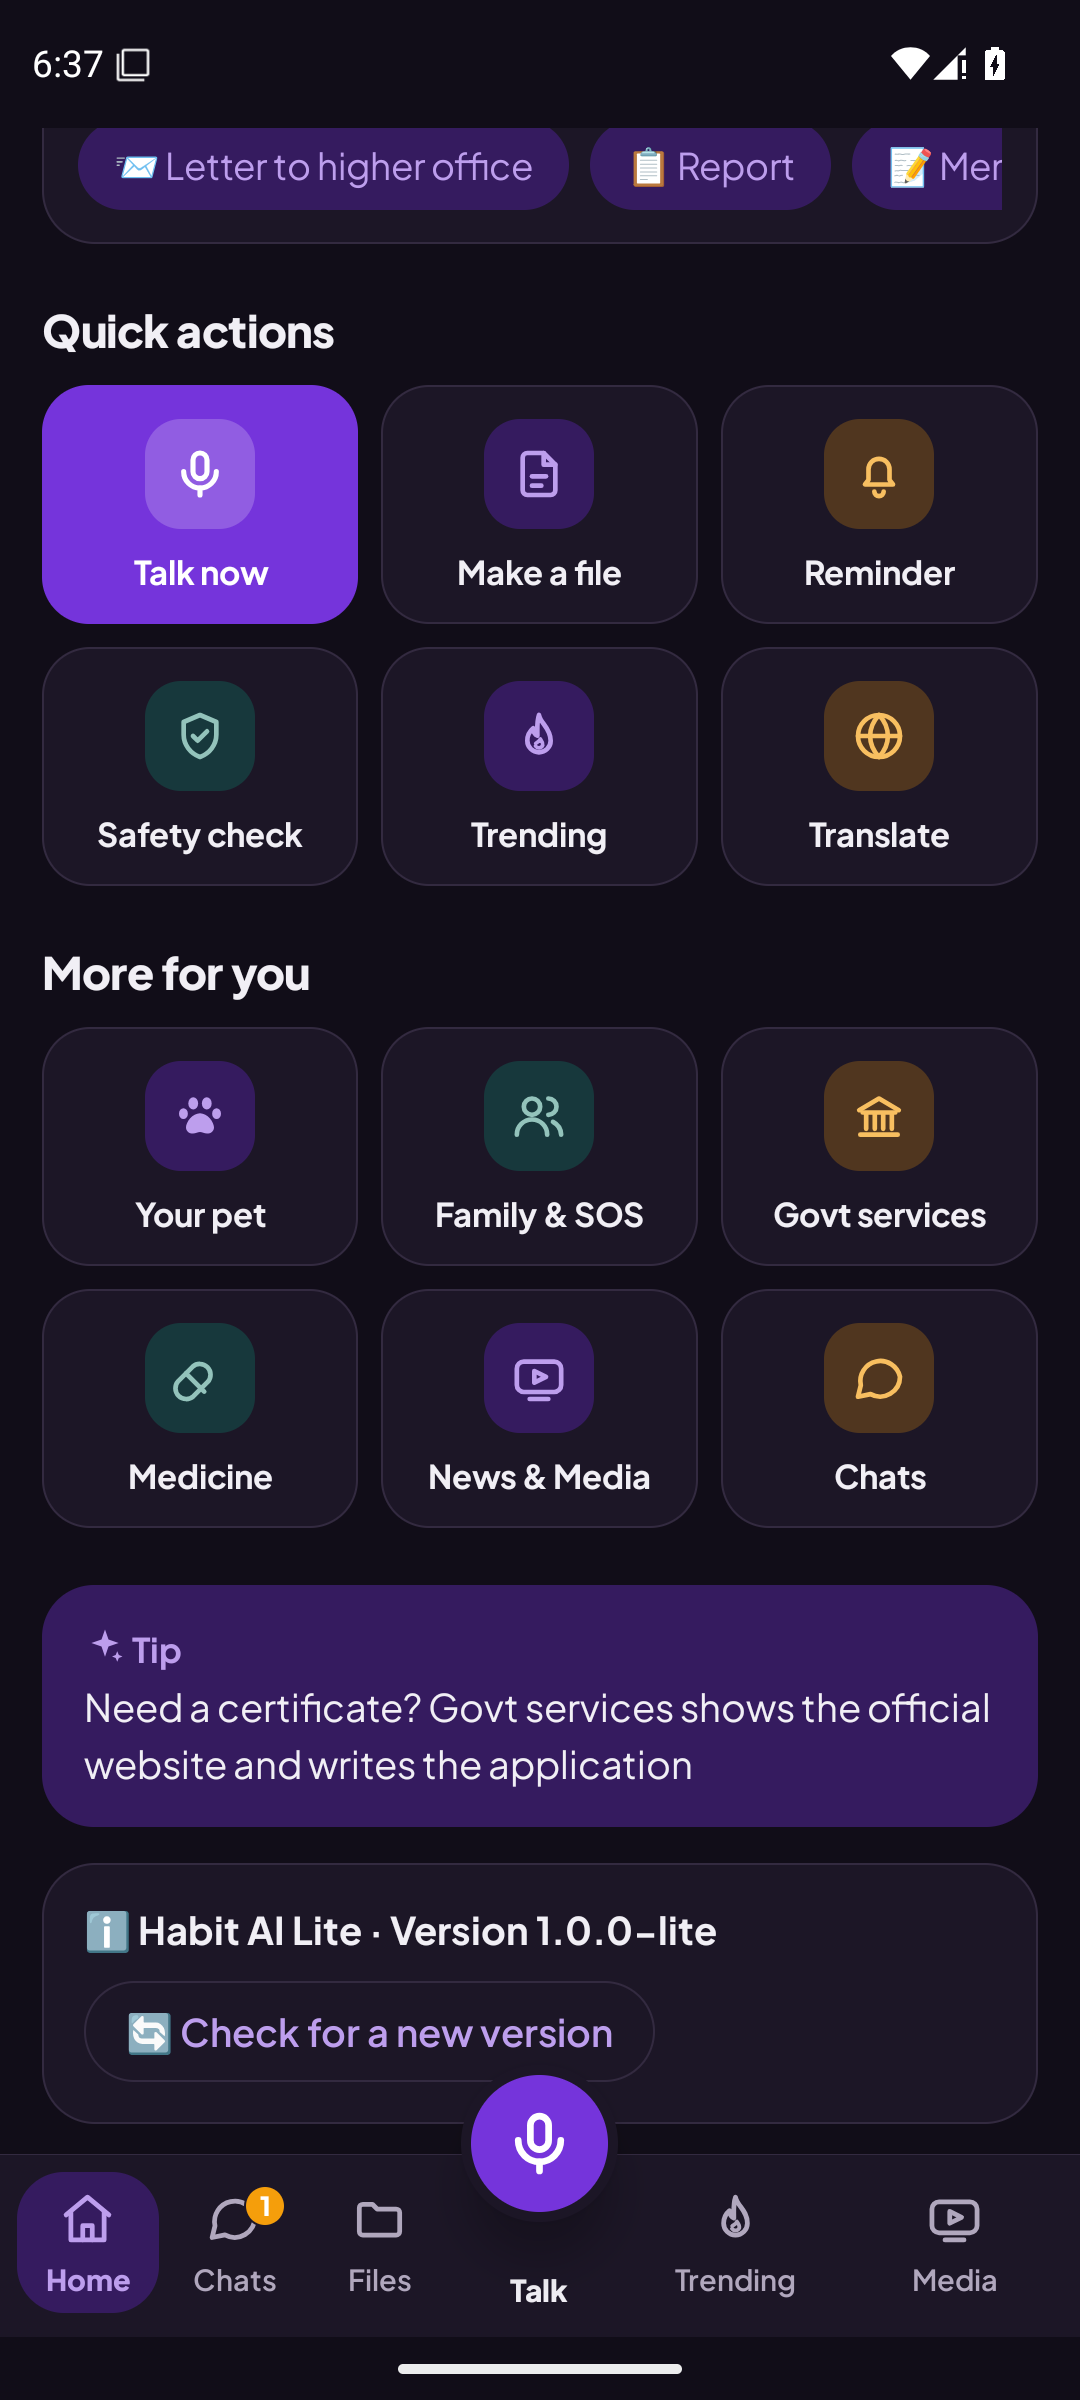 6:37
Letter to higher office
Report
Quick actions
Talk now
Make a file
Reminder
Safety check
Trending
Translate
More for you
Your pet
Family & SOS
Govt services
Medicine
News & Media
Chats
Tip
Need a certificate? Govt services shows the official
website and writes the application
Habit AI Lite · Version 1.0.0-lite
Check for a new version
1
Home
Chats
Files
Talk
Trending
Media